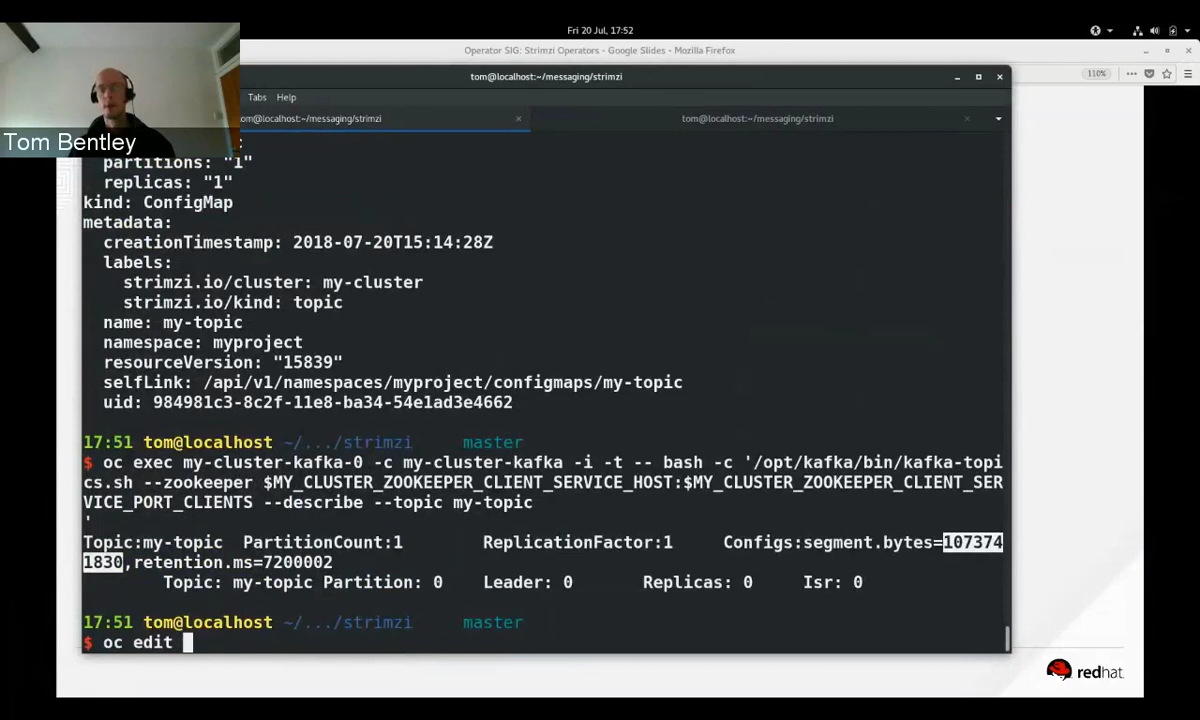 Fri 20 Jul, 17:52
Operator SIG: Strimzi Operators - Google Slides - Mozilla Firefox
tom@localhost:~/messaging/strimzi
110%
Tabs Help
om@localhost:~/messaging/strimzi
tom@localhost:~/messaging/strimzi
Tom Bentley
partitions: "1"
replicas: "1"
kind: ConfigMap
metadata:
creationTimestamp: 2018-07-20T15:14:28Z
labels:
strimzi.io/cluster: my-cluster
strimzi.io/kind: topic
name: my-topic
namespace: myproject
resourceVersion: "15839"
selfLink: /api/v1/namespaces/myproject/configmaps/my-topic
uid: 984981c3-8c2f-11e8-ba34-54e1ad3e4662
17:51 tom@localhost ~/.../strimzi master
$ oc exec my-cluster-kafka-0 -c my-cluster-kafka -i -t -- bash -c '/opt/kafka/bin/kafka-topi
cs.sh --zookeeper $MY_CLUSTER_ZOOKEEPER_CLIENT_SERVICE_HOST:$MY_CLUSTER_ZOOKEEPER_CLIENT_SER
VICE_PORT_CLIENTS --describe --topic my-topic
'
Topic:my-topic PartitionCount:1 ReplicationFactor:1 Configs:segment.bytes=107374
1830,retention.ms=7200002
Topic: my-topic Partition: 0 Leader: 0 Replicas: 0 Isr: 0
17:51 tom@localhost ~/.../strimzi master
$ oc edit
redhat.